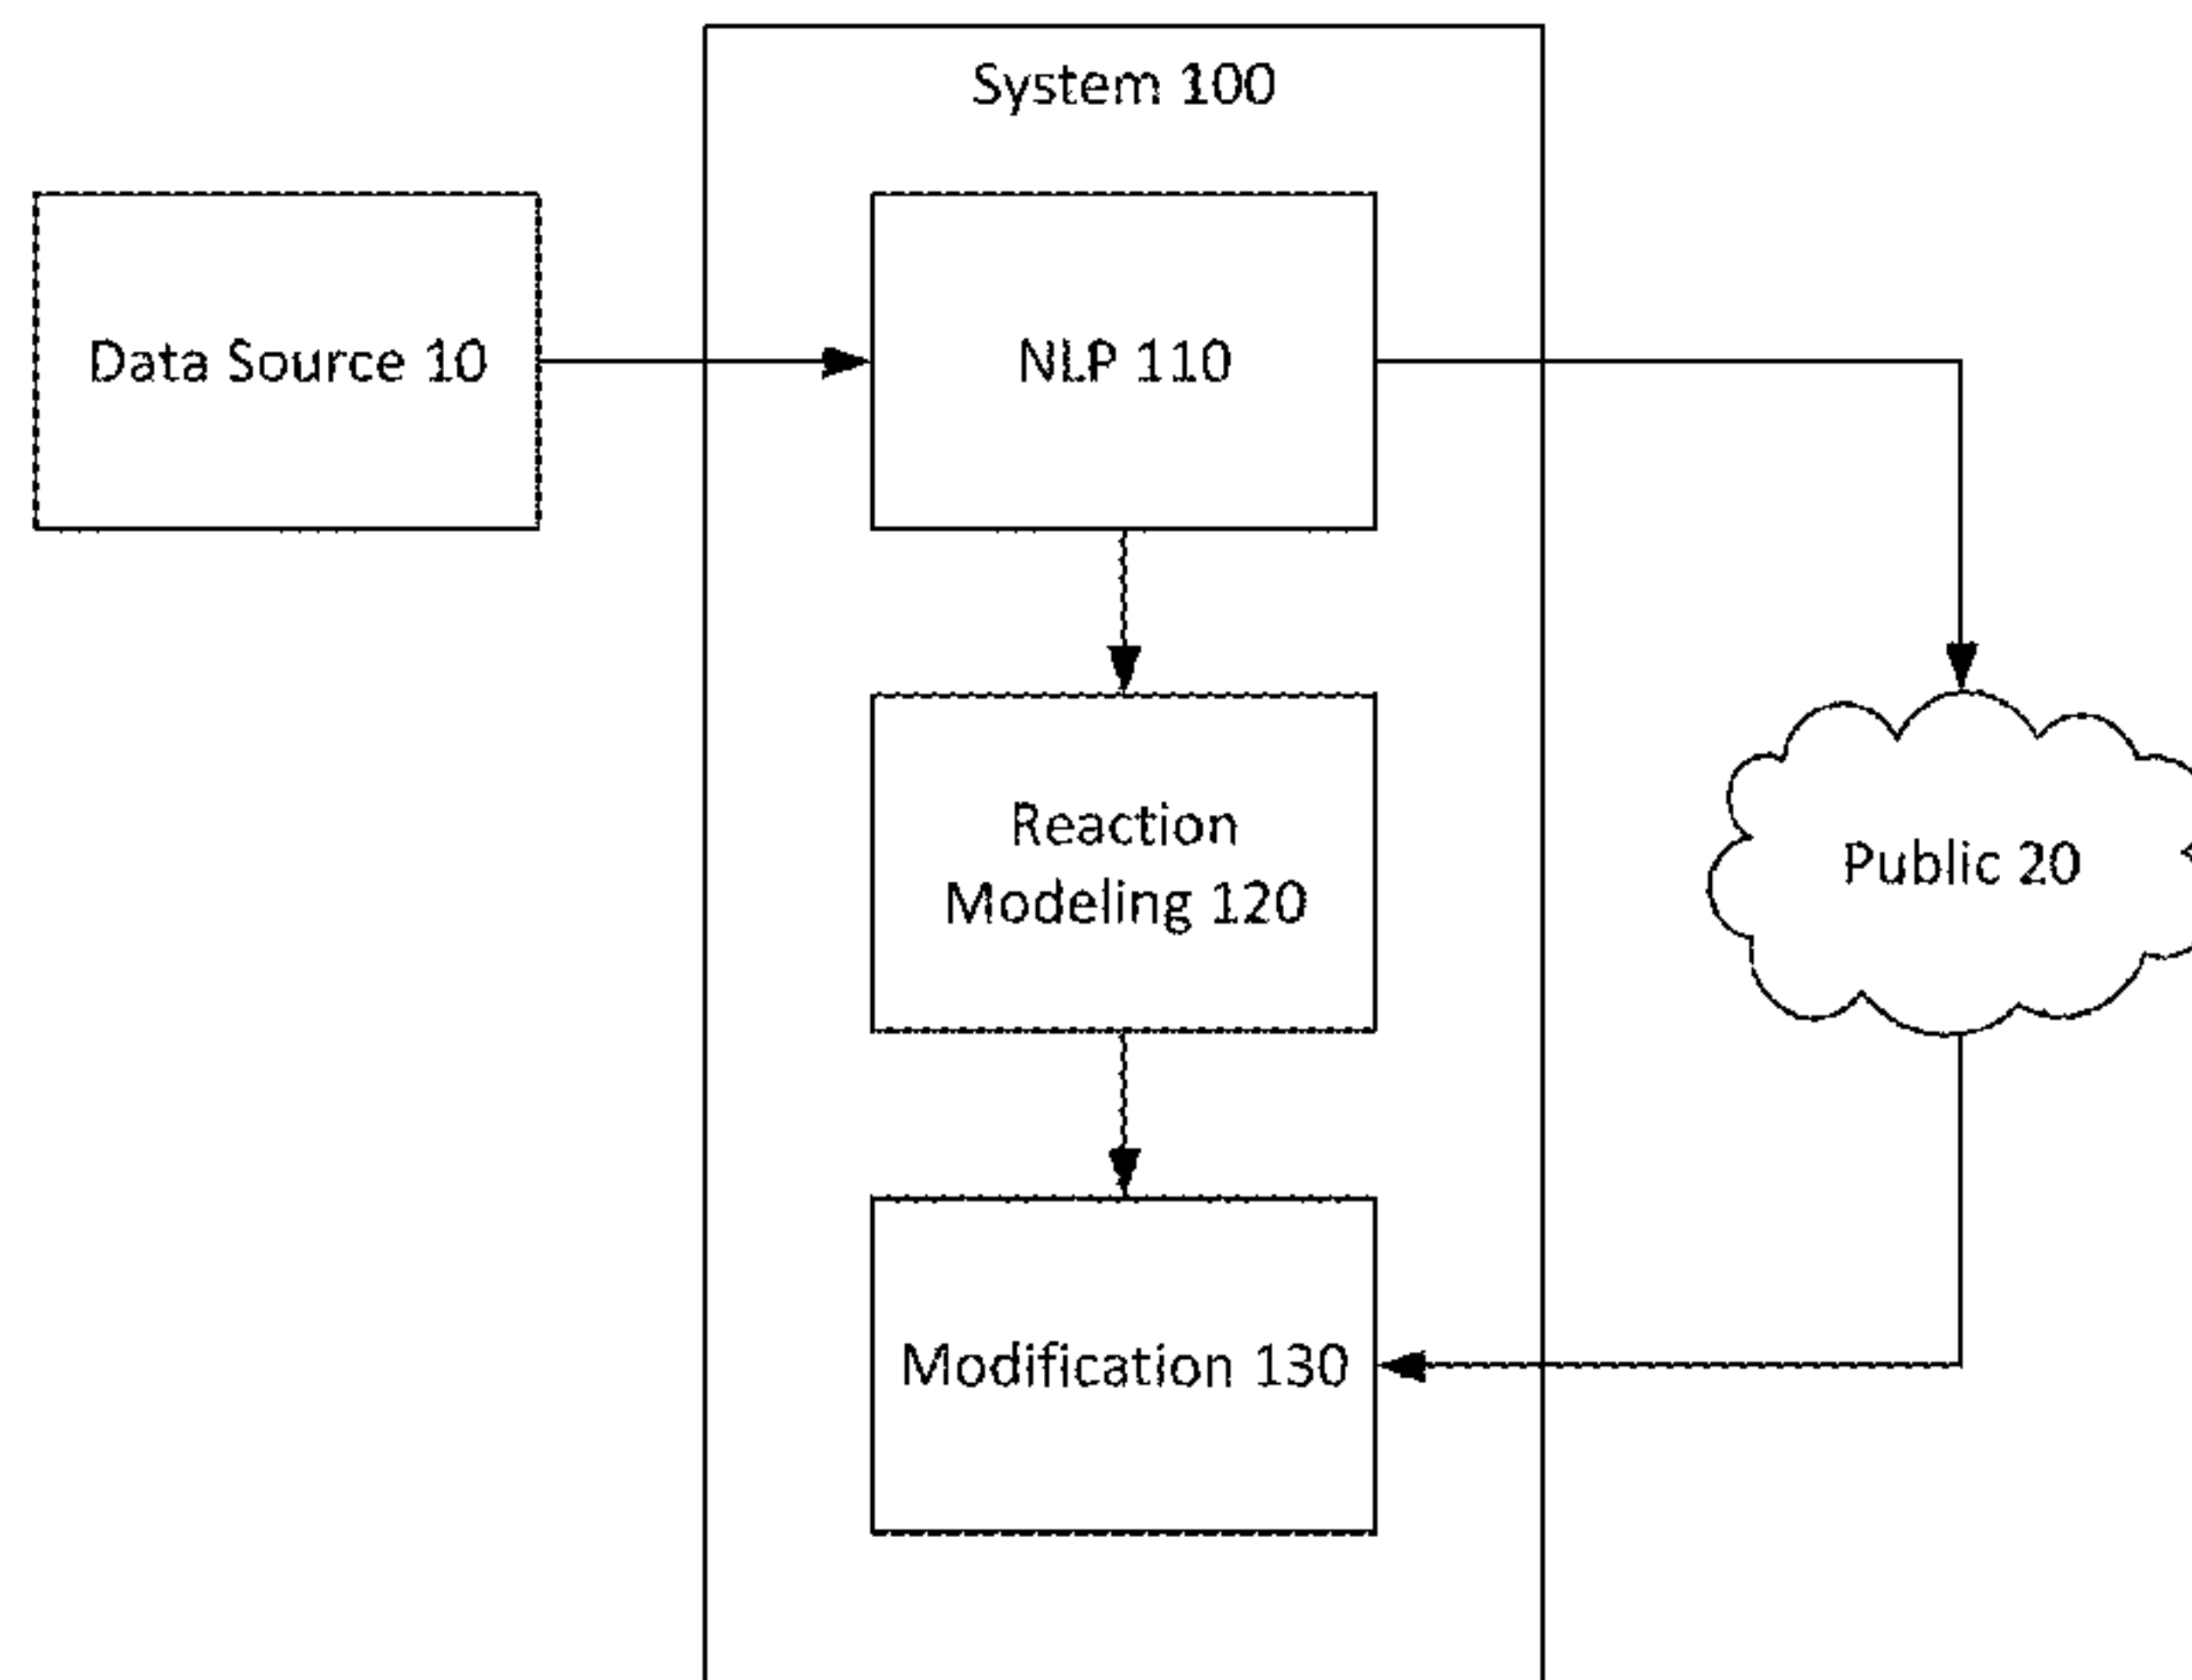 System 100
Data Source 10
NLP 110
Reaction
Modeling 120
Public 20
Modification 130